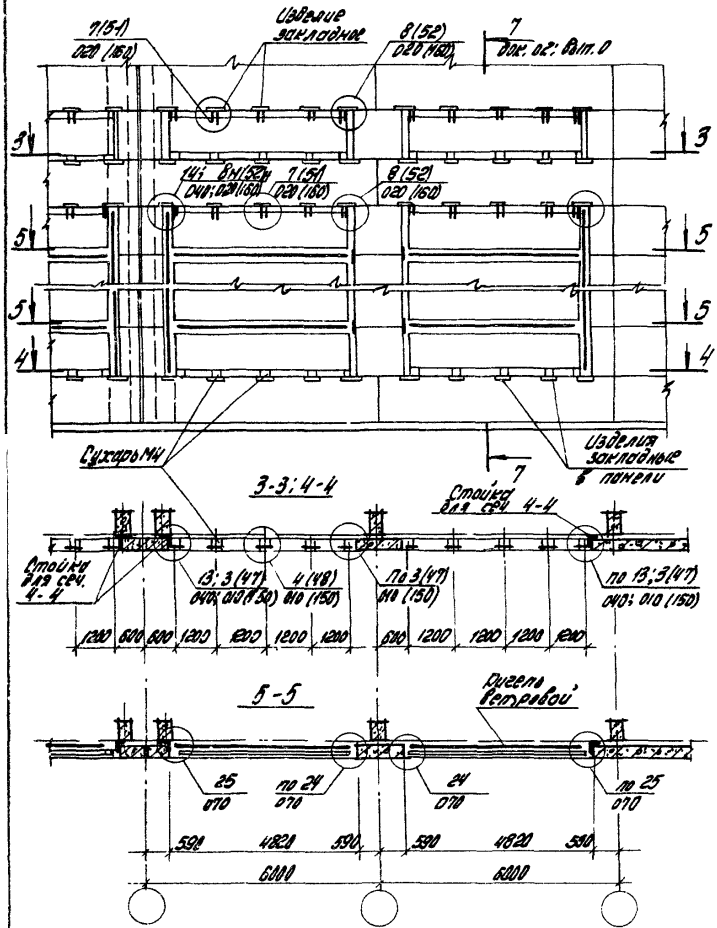 7(51)
020 (160)
Изделие
закладное
8(52)
020 (160)
7
док. 02; вып. 0
3
3
14; 8н(52)н
040; 020(160)
7(51)
020 (160)
8(52)
020 (160)
5
5
5
5
4
4
Сухарь М4
7
Изделия
закладные
в панели
3-3; 4-4
Стойка
для сеч. 4-4
Стойка
для сеч.
4-4
13; 3(47)
040; 010 (150)
4(48)
010 (150)
По 3(47)
010 (150)
по 13; 3(47)
040; 010 (150)
1200 600 600 1200 1200 1200 1200 600 1200 1200 1200 1200
5-5
Ригель
ветровой
25
070
по 24
070
24
070
по 25
070
590 4820 590 590 4820 590
6000 6000